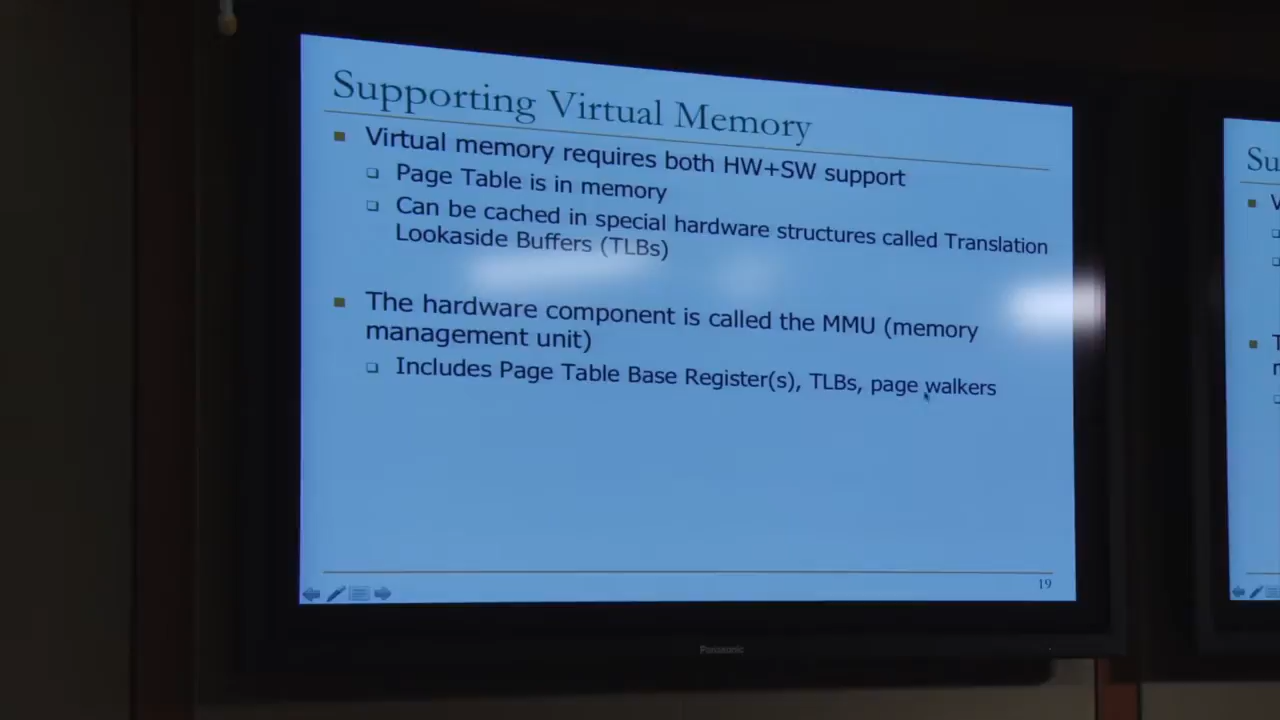 Supporting Virtual Memory
Virtual memory requires both HW+SW support
Page Table is in memory
Can be cached in special hardware structures called Translation
Lookaside Buffers (TLBs)
The hardware component is called the MMU (memory
management unit)
Includes Page Table Base Register(s), TLBs, page walkers
19
Panasonic
Su